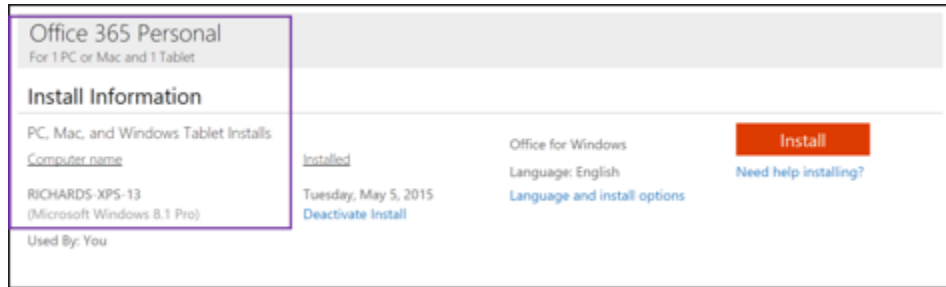 Office 365 Personal
For 1 PC or Mac and 1 Tablet
Install Information
PC, Mac, and Windows Tablet Installs
Computer name
RICHARDS-XPS-13
(Microsoft Windows 8.1 Pro)
Used By: You
Installed
Tuesday, May 5, 2015
Deactivate Install
Office for Windows
Language: English
Language and install options
Install
Need help installing?